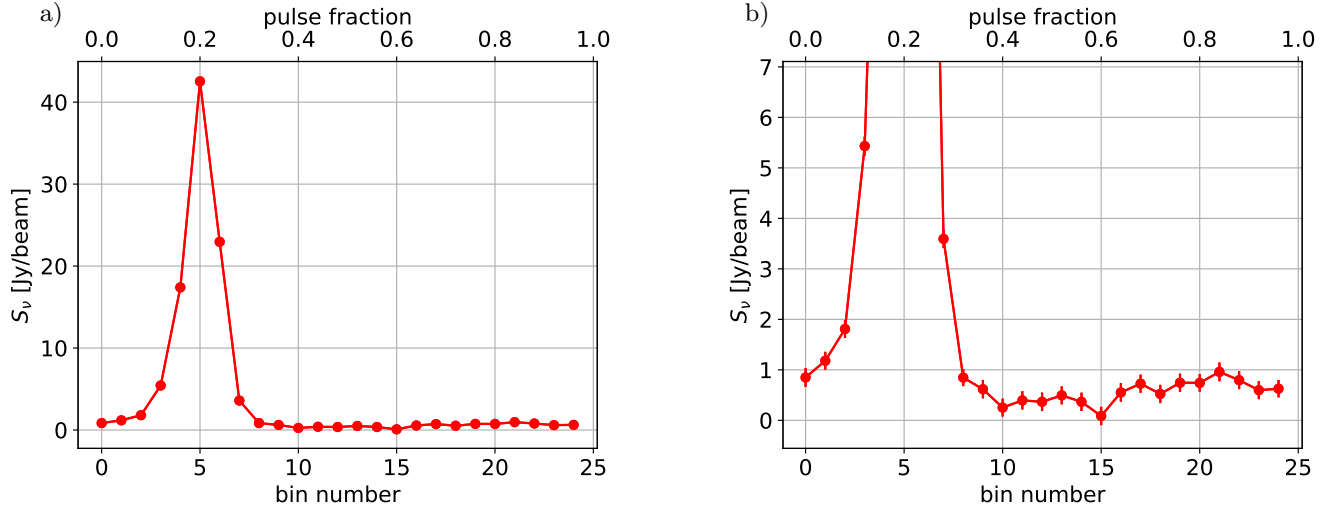 a)
pulse fraction
0.0 0.2 0.4 0.6 0.8 1.0
40
30
20
10
0
S_ν [Jy/beam]
0 5 10 15 20 25
bin number
b)
pulse fraction
0.0 0.2 0.4 0.6 0.8 1.0
7
6
5
4
3
2
1
0
S_ν [Jy/beam]
0 5 10 15 20 25
bin number